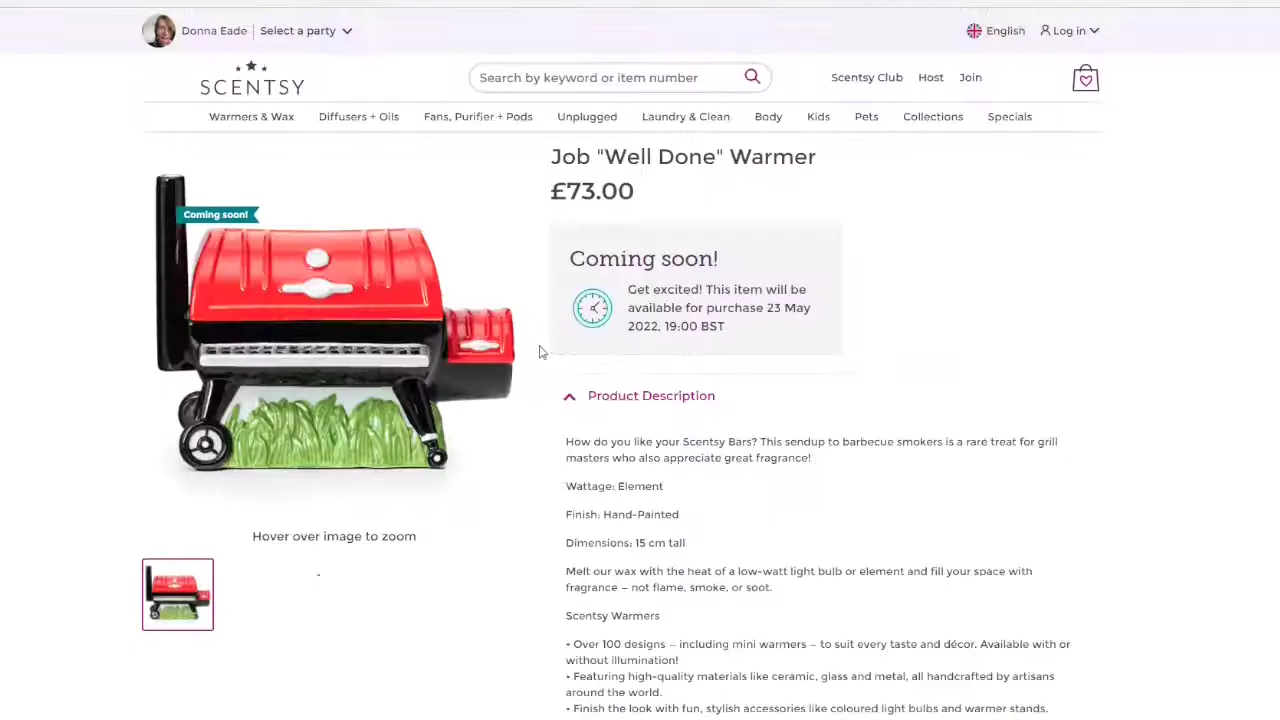 Donna Eade
Select a party
English
Log in
SCENTSY
Search by keyword or item number
Scentsy Club
Host
Join
Warmers & Wax
Diffusers + Oils
Fans, Purifier + Pods
Unplugged
Laundry & Clean
Body
Kids
Pets
Collections
Specials
Job "Well Done" Warmer
£73.00
Coming soon!
Coming soon!
Get excited! This item will be
available for purchase 23 May
2022, 19:00 BST
Product Description
How do you like your Scentsy Bars? This sendup to barbecue smokers is a rare treat for grill
masters who also appreciate great fragrance!
Wattage: Element
Finish: Hand-Painted
Hover over image to zoom
Dimensions: 15 cm tall
Melt our wax with the heat of a low-watt light bulb or element and fill your space with
fragrance – not flame, smoke, or soot.
Scentsy Warmers
• Over 100 designs – including mini warmers – to suit every taste and décor. Available with or
without illumination!
• Featuring high-quality materials like ceramic, glass and metal, all handcrafted by artisans
around the world.
• Finish the look with fun, stylish accessories like coloured light bulbs and warmer stands.